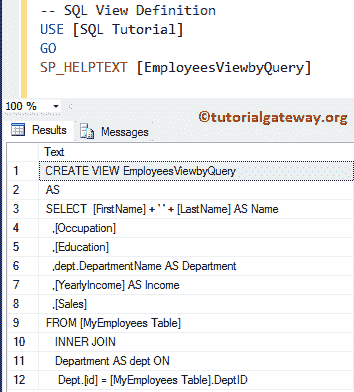 -- SQL View Definition
USE [SQL Tutorial]
GO
SP_HELPTEXT [EmployeesViewbyQuery]
100 %
©tutorialgateway.org
Results Messages
Text
1 CREATE VIEW EmployeesViewbyQuery
2 AS
3 SELECT [FirstName] + ' ' + [LastName] AS Name
4 ,[Occupation]
5 ,[Education]
6 ,dept.DepartmentName AS Department
7 ,[YearlyIncome] AS Income
8 ,[Sales]
9 FROM [MyEmployees Table]
10 INNER JOIN
11 Department AS dept ON
12 Dept.[id] = [MyEmployees Table].DeptID